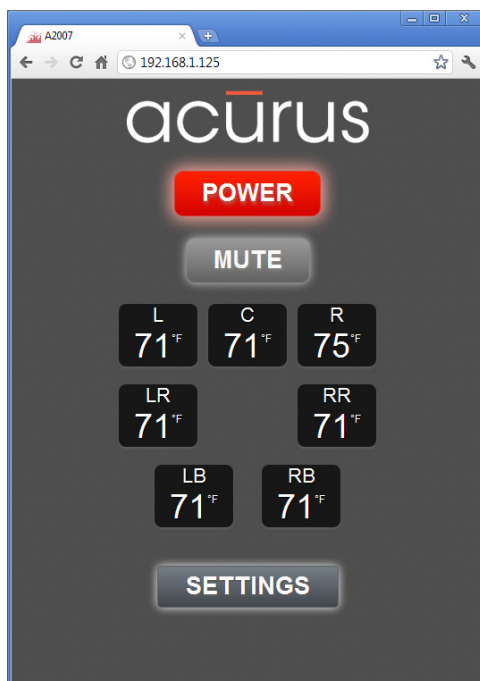 A2007
192.168.1.125
acūrus
POWER
MUTE
L C R
71°F 71°F 75°F
LR RR
71°F 71°F
LB RB
71°F 71°F
SETTINGS